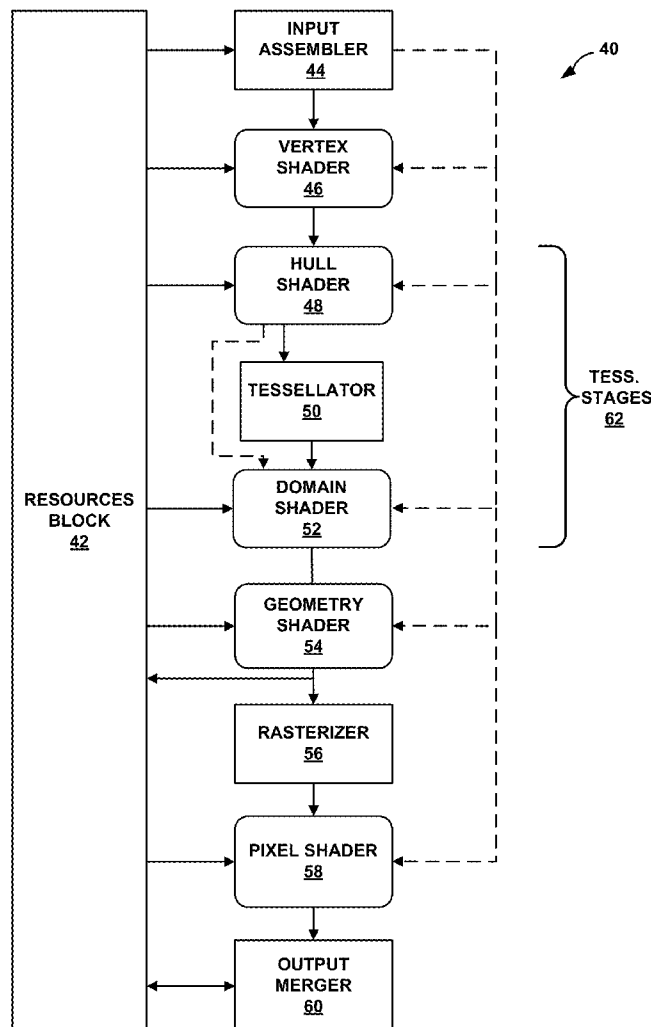 INPUT
ASSEMBLER
44
40
VERTEX
SHADER
46
HULL
SHADER
48
TESSELLATOR
50
TESS.
STAGES
62
RESOURCES
BLOCK
42
DOMAIN
SHADER
52
GEOMETRY
SHADER
54
RASTERIZER
56
PIXEL SHADER
58
OUTPUT
MERGER
60